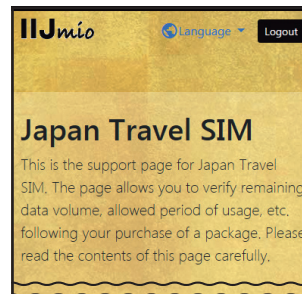 IIJmio
Language
Logout
Japan Travel SIM
This is the support page for Japan Travel
SIM. The page allows you to verify remaining
data volume, allowed period of usage, etc.
following your purchase of a package. Please
read the contents of this page carefully.